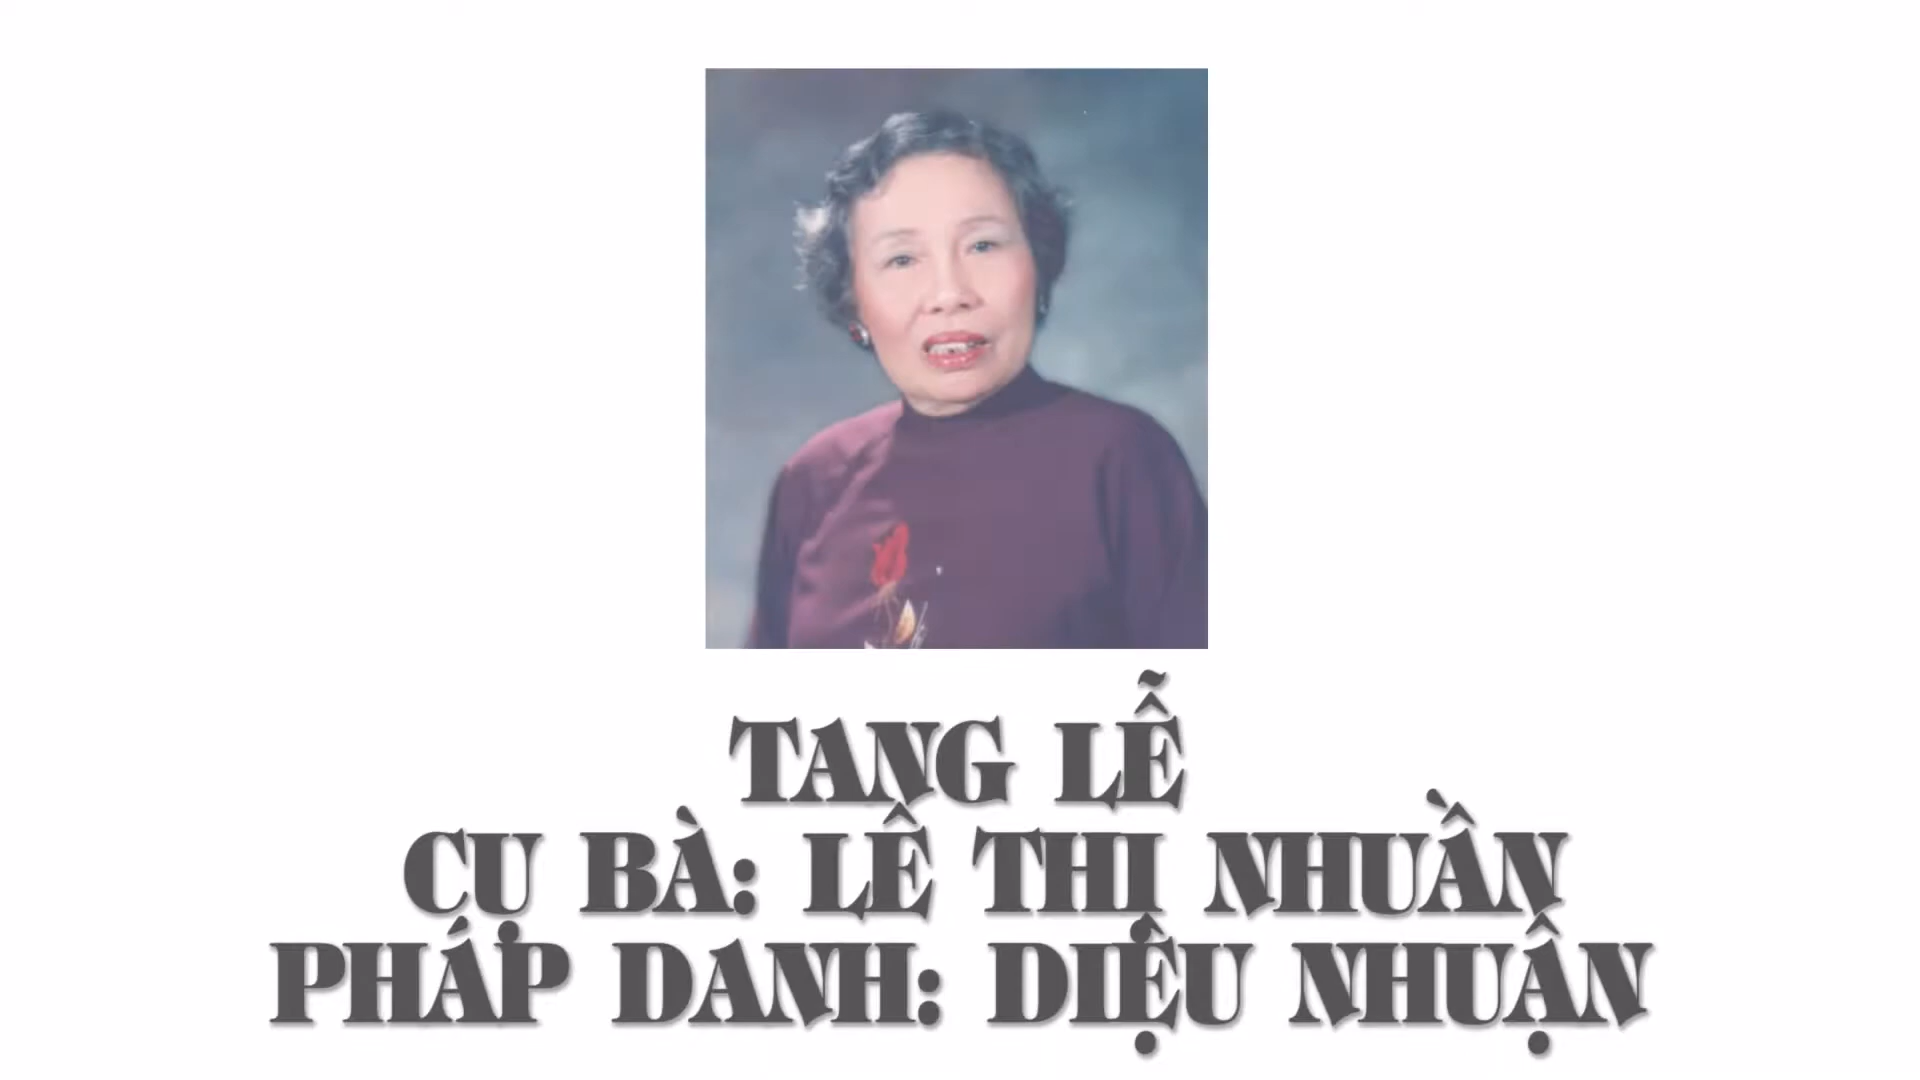 TANG LỄ
CỤ BÀ: LÊ THỊ NHUẦN
PHÁP DANH: DIỆU NHUẬN